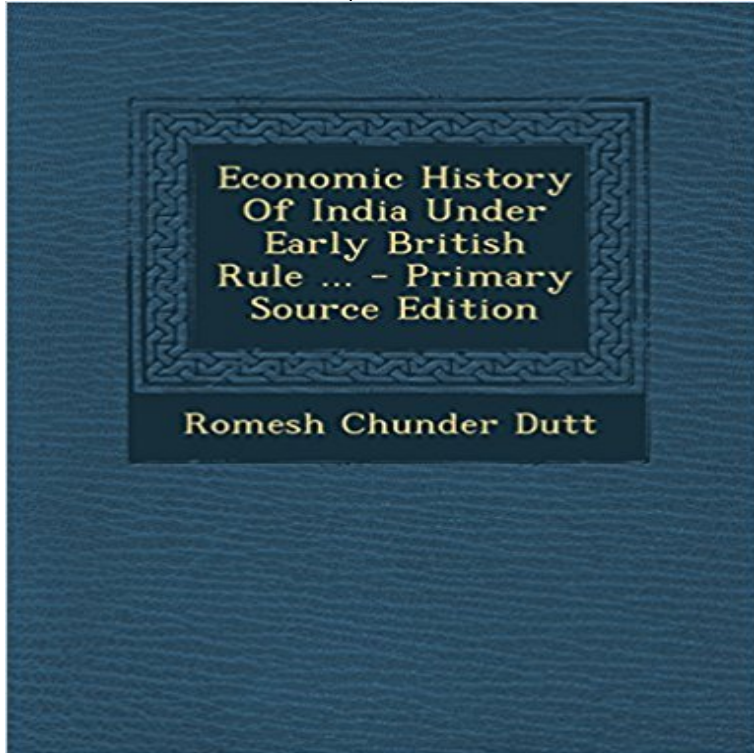 Economic History
Of India Under
Early British
Rule ... - Primary
Source Edition
Romesh Chunder Dutt